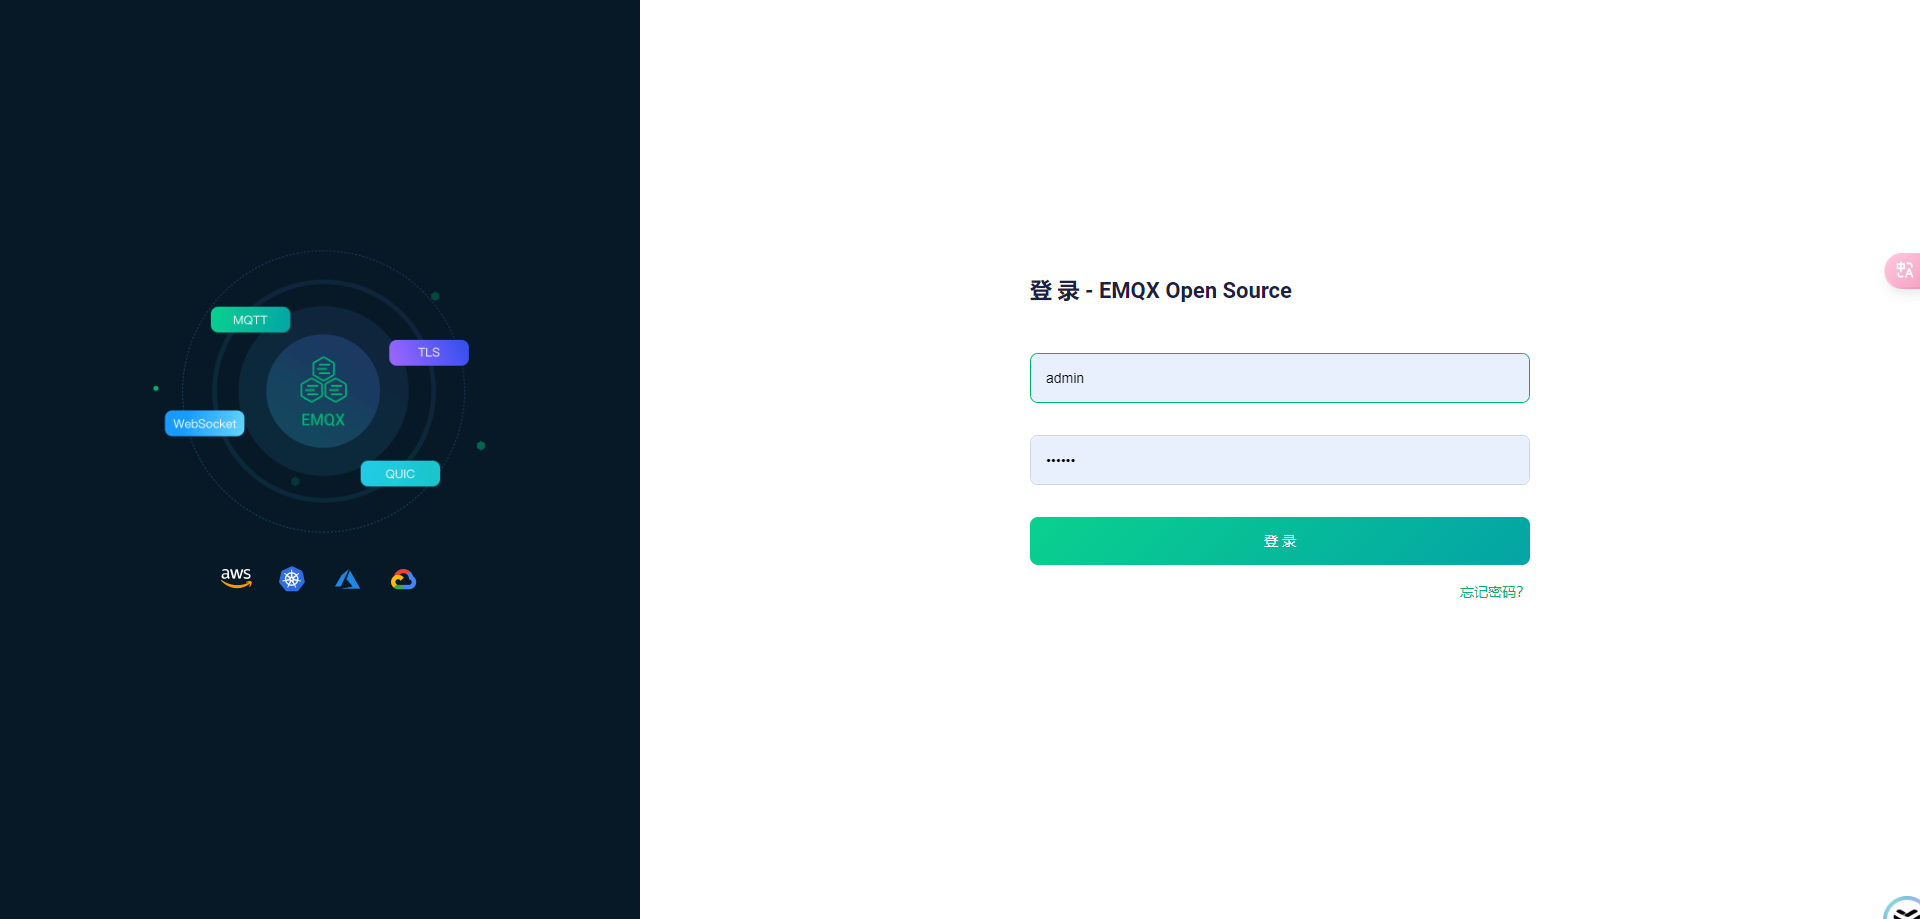 MQTT
TLS
EMQX
WebSocket
QUIC
aws
登 录 - EMQX Open Source
admin
••••••
登 录
忘记密码?